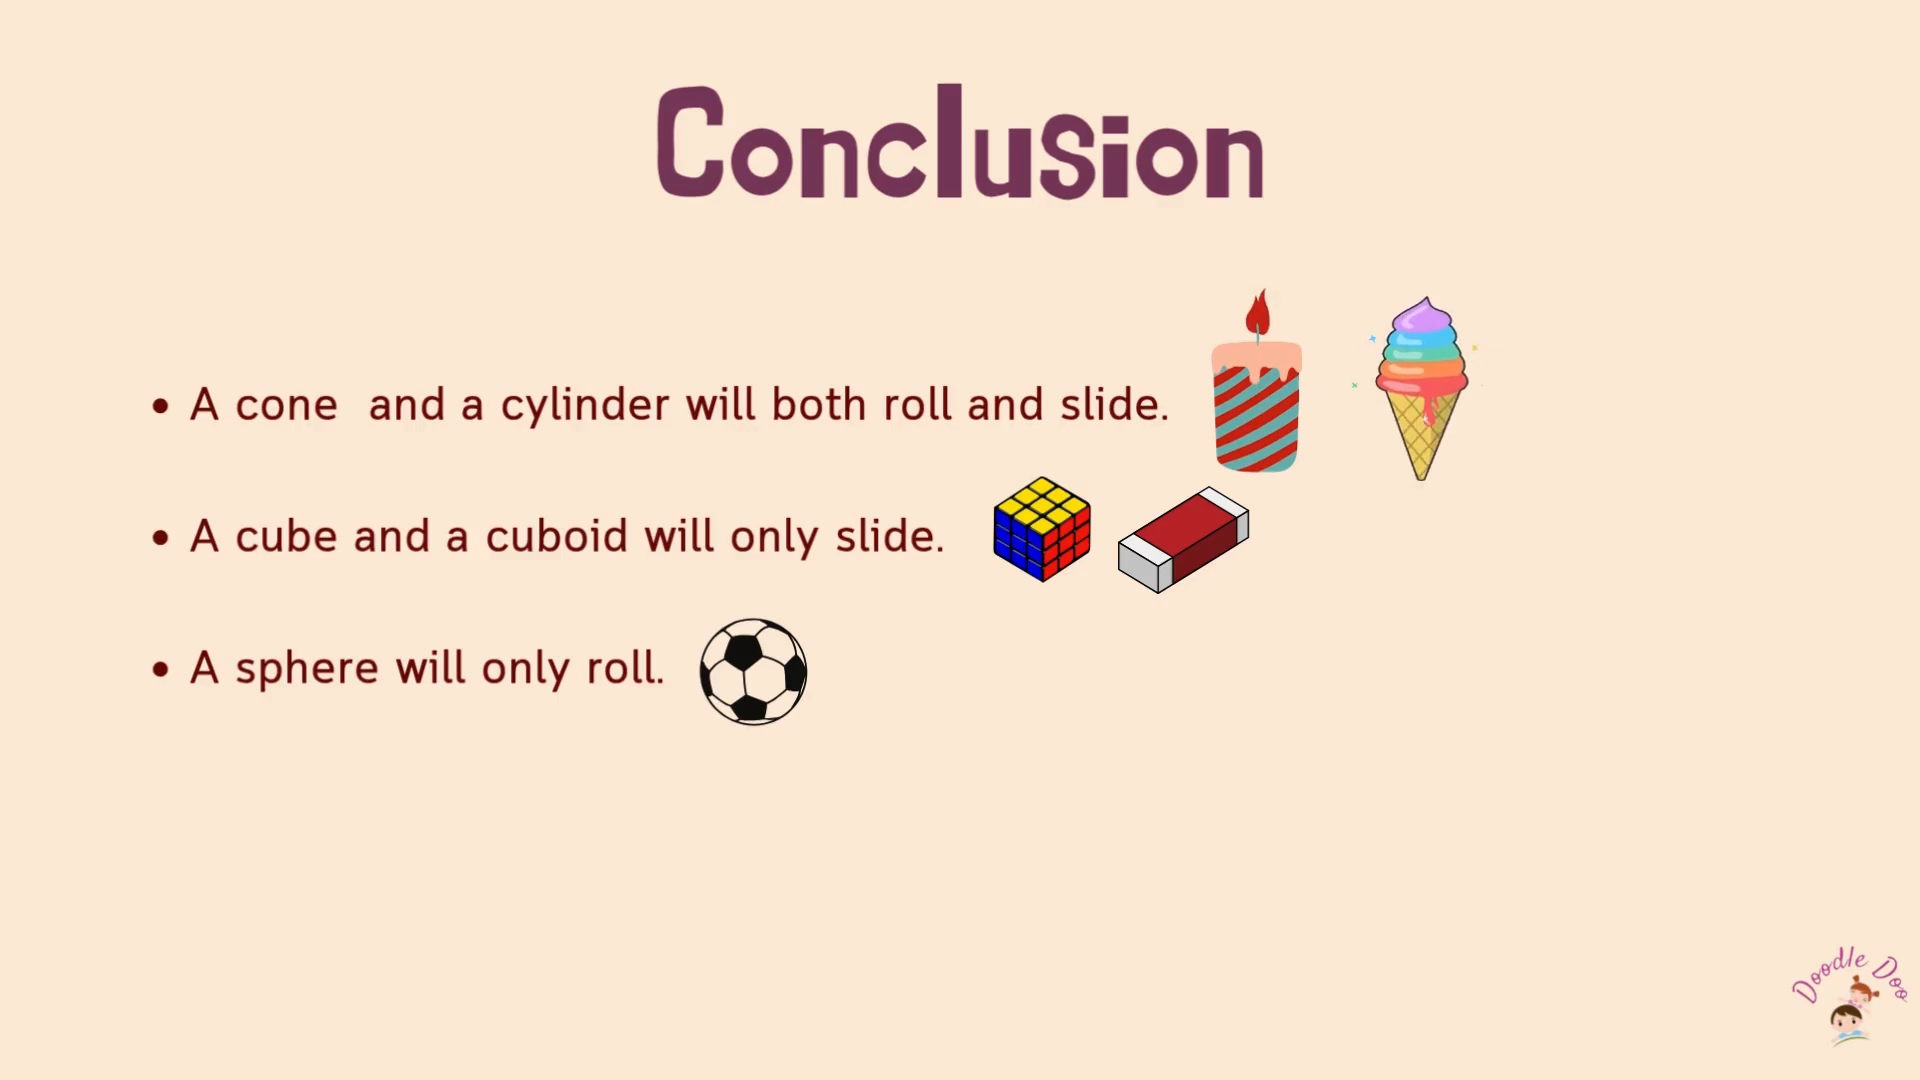 Conclusion
A cone and a cylinder will both roll and slide.
A cube and a cuboid will only slide.
A sphere will only roll.
Doodle Doo